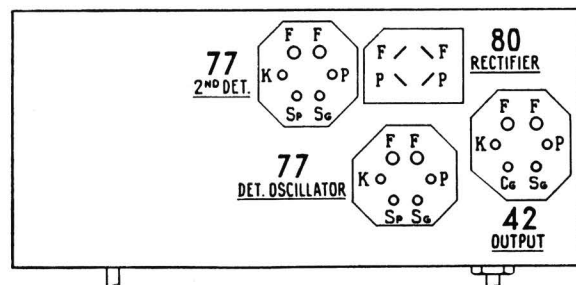 77
2ND DET.
F F
K P
SP SG
F F
P P
80
RECTIFIER
77
DET. OSCILLATOR
F F
K P
SP SG
F F
K P
CG SG
42
OUTPUT